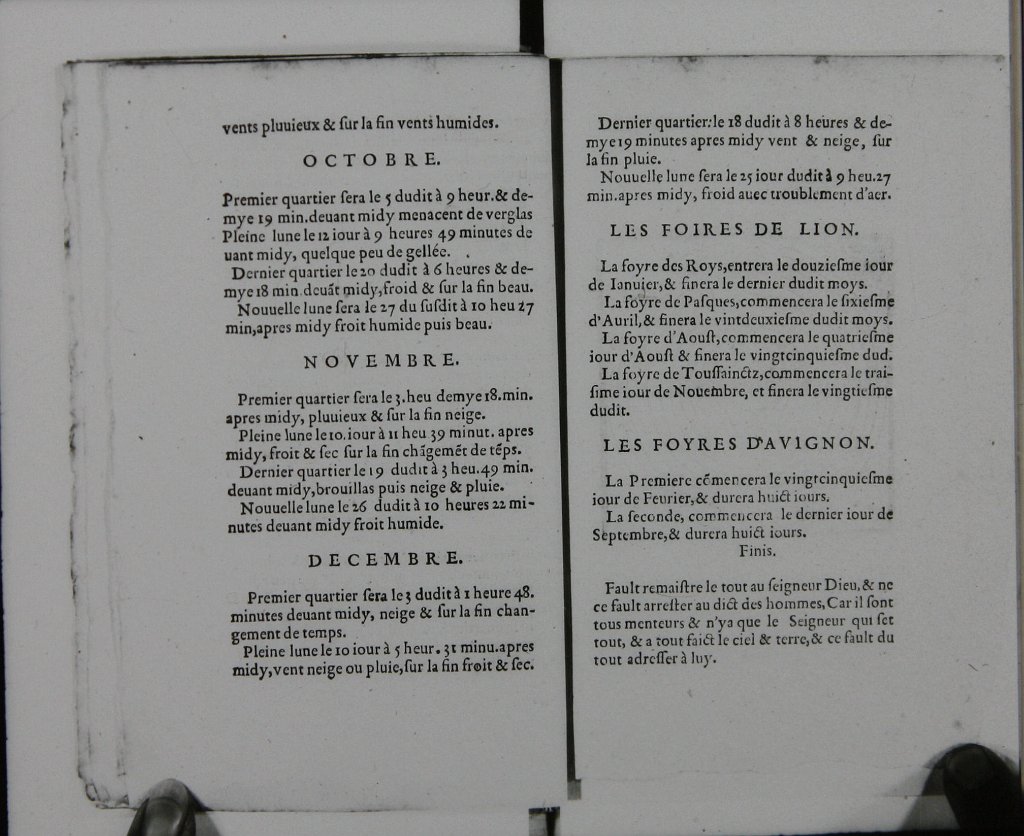 vents pluuieux & ſur la fin vents humides.
OCTOBRE.
Premier quartier ſera le 5 dudit à 9 heur.& de-
mye 19 min.deuant midy menacent de verglas
Pleine lune le 12 iour à 9 heures 49 minutes de
uant midy, quelque peu de gellée.
Dernier quartier le 20 dudit à 6 heures & de-
mye 18 min.deuãt midy,froid & ſur la fin beau.
Nouuelle lune ſera le 27 du ſuſdit à 10 heu 27
min,apres midy froit humide puis beau.
NOVEMBRE.
Premier quartier ſera le 3.heu demye 18.min.
apres midy, pluuieux & ſur la fin neige.
Pleine lune le 10.iour à 11 heu 39 minut. apres
midy, froit & ſec ſur la fin chãgemẽt de tẽps.
Dernier quartier le 19 dudit à 3 heu.49 min.
deuant midy,brouillas puis neige & pluie.
Nouuelle lune le 26 dudit à 10 heures 22 mi-
nutes deuant midy froit humide.
DECEMBRE.
Premier quartier ſera le 3 dudit à 1 heure 48.
minutes deuant midy, neige & ſur la fin chan-
gement de temps.
Pleine lune le 10 iour à 5 heur. 31 minu.apres
midy,vent neige ou pluie,ſur la fin froit & ſec.
Dernier quartier:le 18 dudit à 8 heures & de-
mye 19 minutes apres midy vent & neige, ſur
la fin pluie.
Nouuelle lune ſera le 25 iour dudit à 9 heu.27
min.apres midy, froid auec troublement d'aer.
LES FOIRES DE LION.
La foyre des Roys,entrera le douzieſme iour
de Ianuier,& finera le dernier dudit moys.
La foyre de Paſques,commencera le ſixieſme
d'Auril,& finera le vintdeuxieſme dudit moys.
La foyre d'Aouſt,commencera le quatrieſme
iour d'Aouſt & finera le vingtcinquieſme dud.
La foyre de Touſſainctz,commencera le trai-
ſime iour de Nouembre, et finera le vingtieſme
dudit.
LES FOYRES D'AVIGNON.
La Premiere cõmencera le vingtcinquieſme
iour de Feurier,& durera huict iours.
La ſeconde, commencera le dernier iour de
Septembre,& durera huict iours.
Finis.
Fault remaiſtre le tout au ſeigneur Dieu,& ne
ce fault arreſter au dict des hommes,Car il ſont
tous menteurs & n'ya que le Seigneur qui ſet
tout, & a tout faict le ciel & terre,& ce fault du
tout adreſſer à luy.